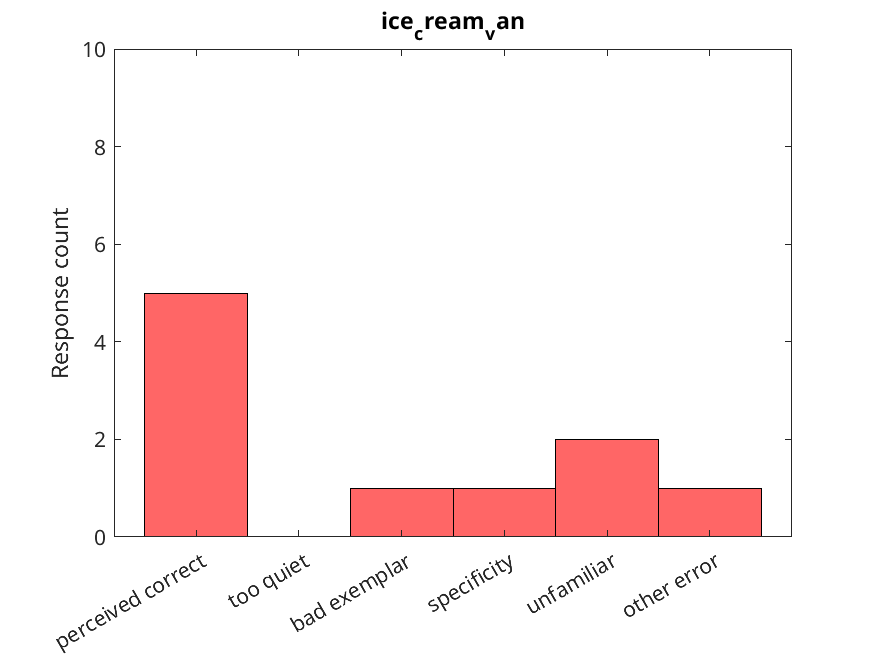 ice_cream_van
10
8
6
4
2
0
Response count
perceived correct
too quiet
bad exemplar
specificity
unfamiliar
other error